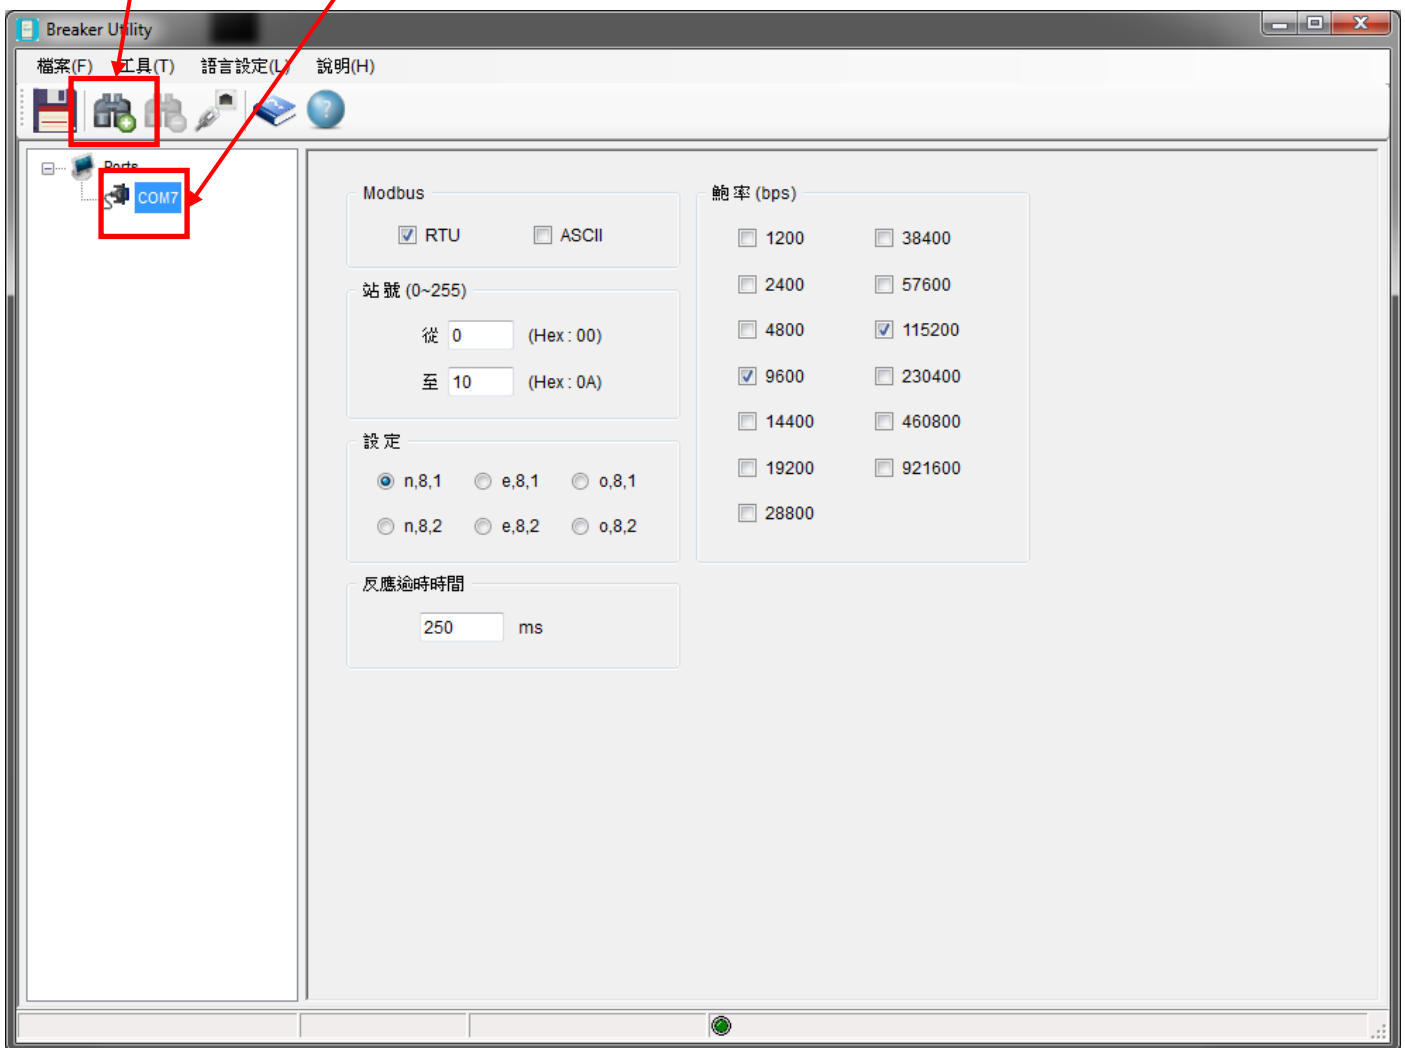 Breaker Utility
檔案(F) 工具(T) 語言設定(L) 說明(H)
Ports
COM7
Modbus
RTU ASCII
站號 (0~255)
從 0 (Hex : 00)
至 10 (Hex : 0A)
設定
n,8,1 e,8,1 o,8,1
n,8,2 e,8,2 o,8,2
反應逾時時間
250 ms
鮑率 (bps)
1200 38400
2400 57600
4800 115200
9600 230400
14400 460800
19200 921600
28800